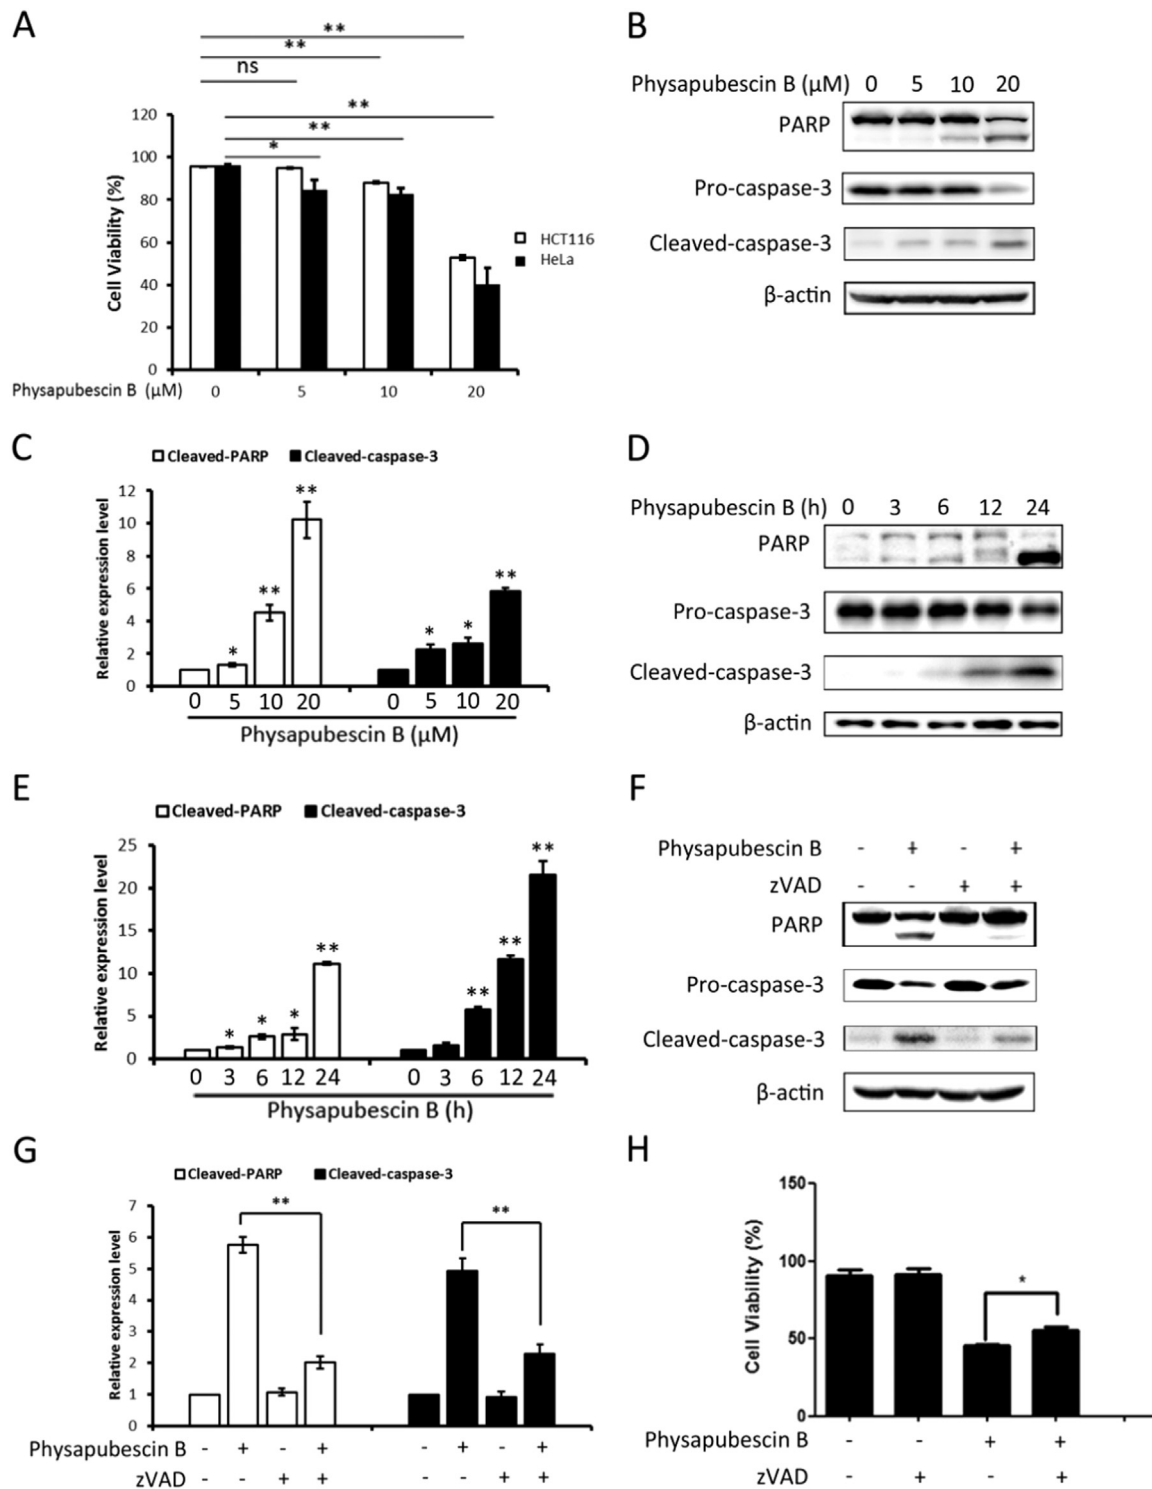 A
**
**
ns
**
**
*
120
100
80
60
40
20
0
Cell Viability (%)
HCT116
HeLa
Physapubescin B (μM) 0 5 10 20
B
Physapubescin B (μM) 0 5 10 20
PARP
Pro-caspase-3
Cleaved-caspase-3
β-actin
C
Cleaved-PARP Cleaved-caspase-3
Relative expression level
12
10
8
6
4
2
0
* ** ** * * **
0 5 10 20 0 5 10 20
Physapubescin B (μM)
D
Physapubescin B (h) 0 3 6 12 24
PARP
Pro-caspase-3
Cleaved-caspase-3
β-actin
E
Cleaved-PARP Cleaved-caspase-3
Relative expression level
25
20
15
10
5
0
* * * ** ** ** **
0 3 6 12 24 0 3 6 12 24
Physapubescin B (h)
F
Physapubescin B - + - +
zVAD - - + +
PARP
Pro-caspase-3
Cleaved-caspase-3
β-actin
G
Cleaved-PARP Cleaved-caspase-3
Relative expression level
7
6
5
4
3
2
1
0
** **
Physapubescin B - + - + - + - +
zVAD - - + + - - + +
H
Cell Viability (%)
150
100
50
0
*
Physapubescin B - - + +
zVAD - + - +